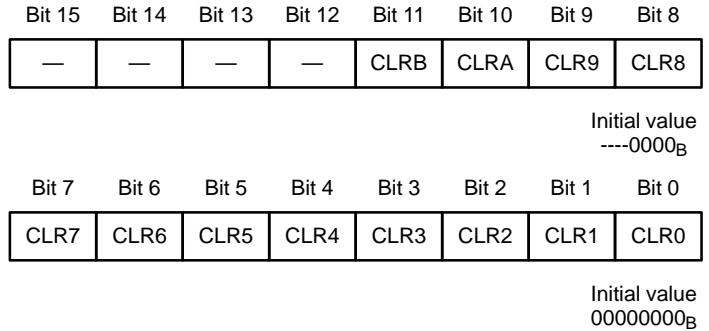 Bit 15 Bit 14 Bit 13 Bit 12 Bit 11 Bit 10 Bit 9 Bit 8
— — — — CLRB CLRA CLR9 CLR8
Initial value
----0000B
Bit 7 Bit 6 Bit 5 Bit 4 Bit 3 Bit 2 Bit 1 Bit 0
CLR7 CLR6 CLR5 CLR4 CLR3 CLR2 CLR1 CLR0
Initial value
00000000B